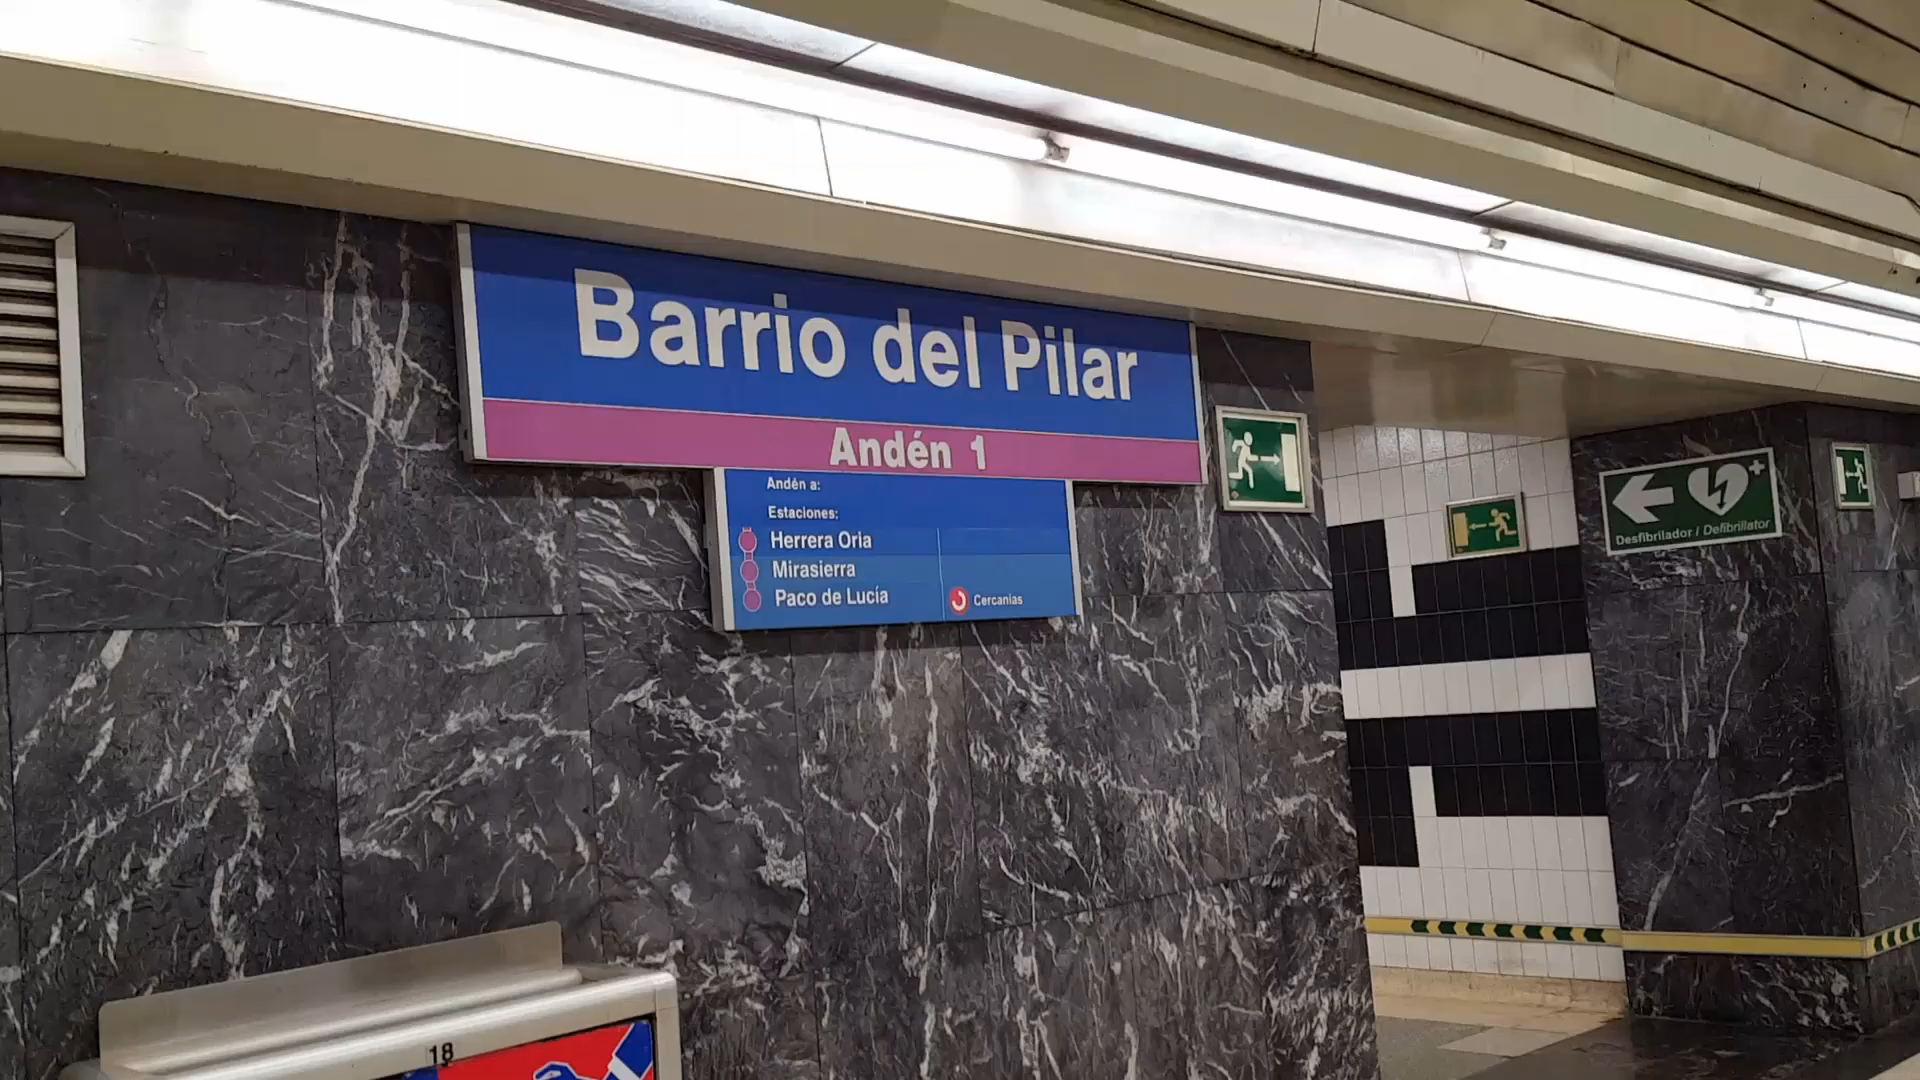 Barrio del Pilar
Andén 1
Andén a:
Estaciones:
Herrera Oria
Mirasierra
Paco de Lucía
Cercanías
Desfibrilador / Defibrillator
18